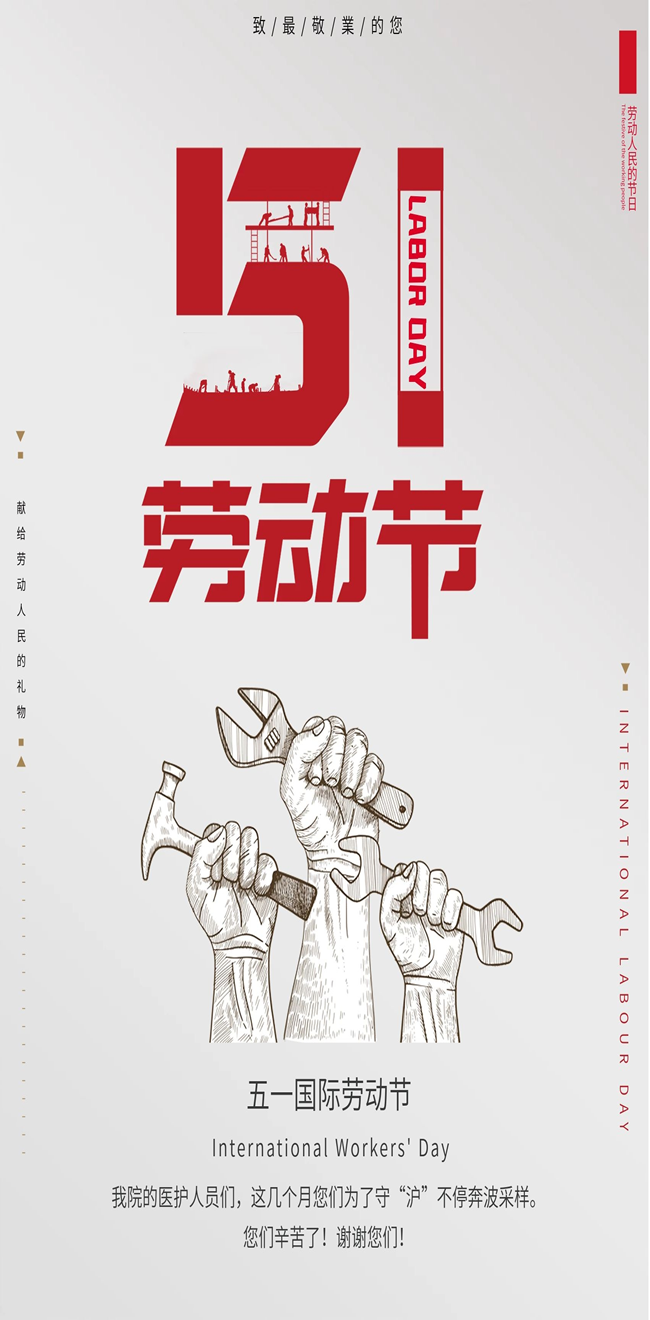 致/最/敬/業/的您
劳动人民的节日
The festive of the working people
51
LABOR DAY
劳动节
献给劳动人民的礼物
INTERNATIONAL LABOUR DAY
五一国际劳动节
International Workers' Day
我院的医护人员们，这几个月您们为了守“沪”不停奔波采样。
您们辛苦了！谢谢您们！